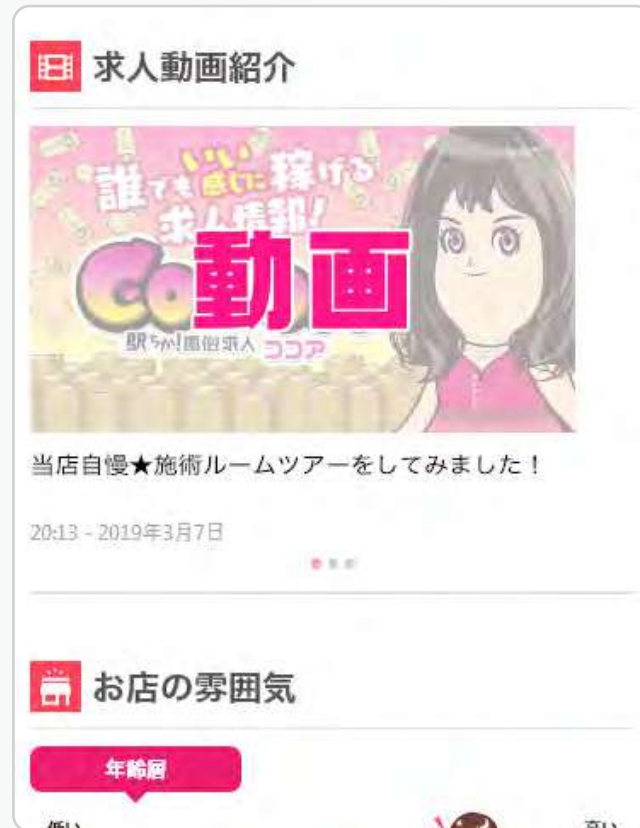 求人動画紹介
誰でもいい感じに稼げる
求人情報!
動画
駅ちか!風俗求人 ココア
当店自慢★施術ルームツアーをしてみました！
20:13 - 2019年3月7日
お店の雰囲気
年齢層
低い 高い